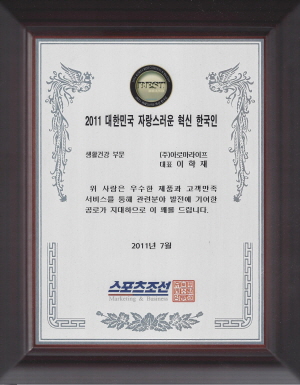 2011 대한민국 자랑스러운 혁신 한국인
생활건강 부문
(주)아로마라이프
대표 이 학 재
위 사람은 우수한 제품과 고객만족
서비스를 통해 관련분야 발전에 기여한
공로가 지대하므로 이 패를 드립니다.
2011년 7월
스포츠조선
Marketing & Business